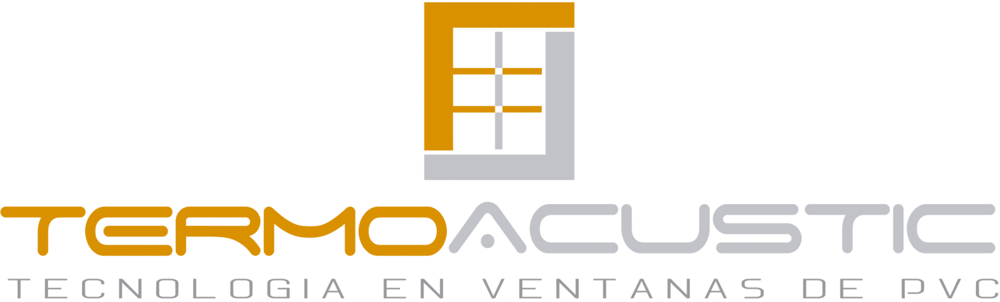 TERMOACUSTIC
TECNOLOGIA EN VENTANAS DE PVC